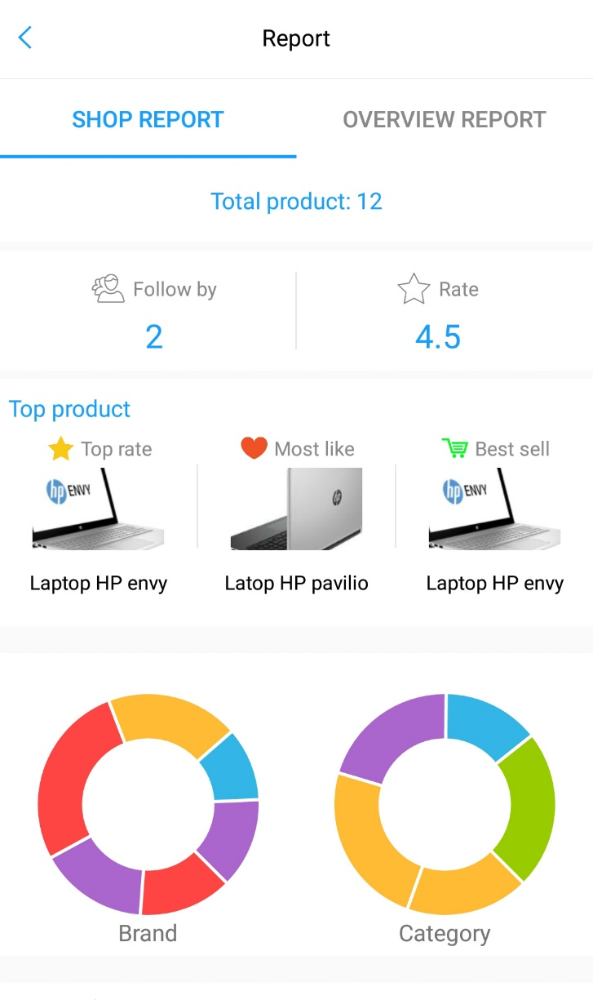 Report
SHOP REPORT
OVERVIEW REPORT
Total product: 12
Follow by
2
Rate
4.5
Top product
Top rate
Most like
Best sell
hp ENVY
hp
hp ENVY
Laptop HP envy
Latop HP pavilio
Laptop HP envy
Brand
Category